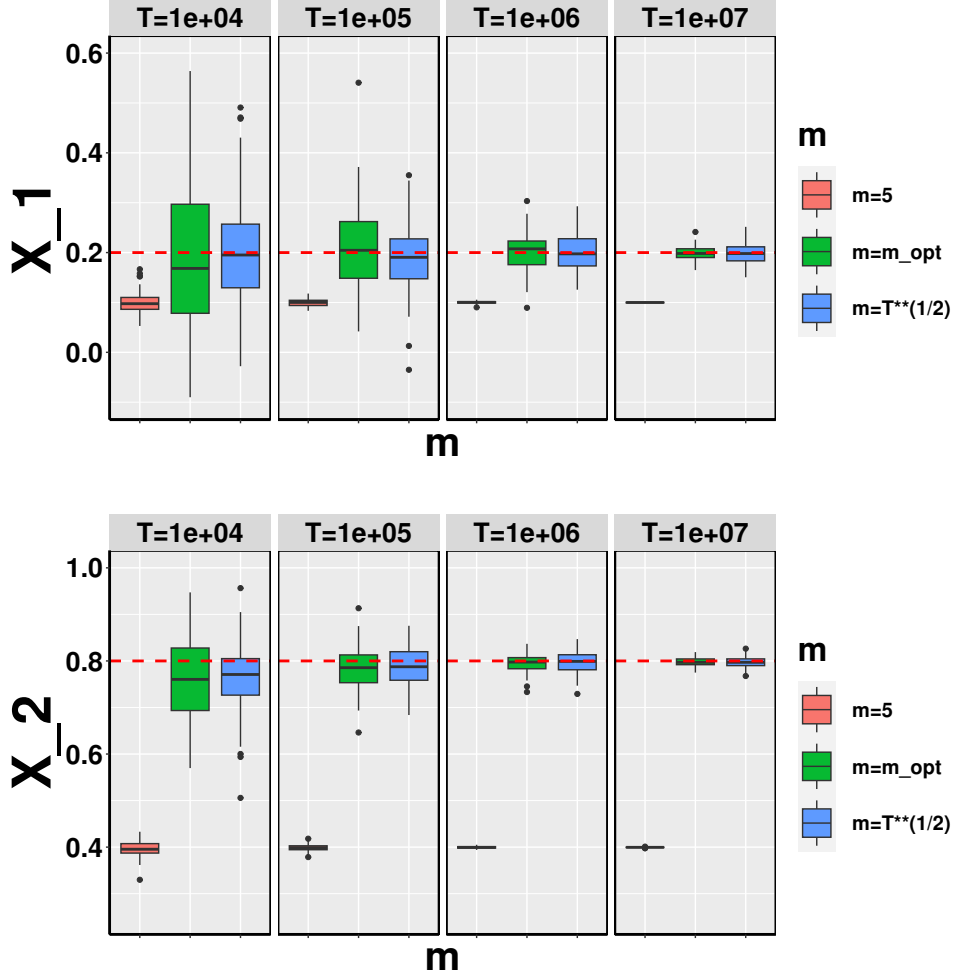 T=1e+04 T=1e+05 T=1e+06 T=1e+07
X_1
0.6
0.4
0.2
0.0
m
m
m=5
m=m_opt
m=T**(1/2)
T=1e+04 T=1e+05 T=1e+06 T=1e+07
X_2
1.0
0.8
0.6
0.4
m
m
m=5
m=m_opt
m=T**(1/2)